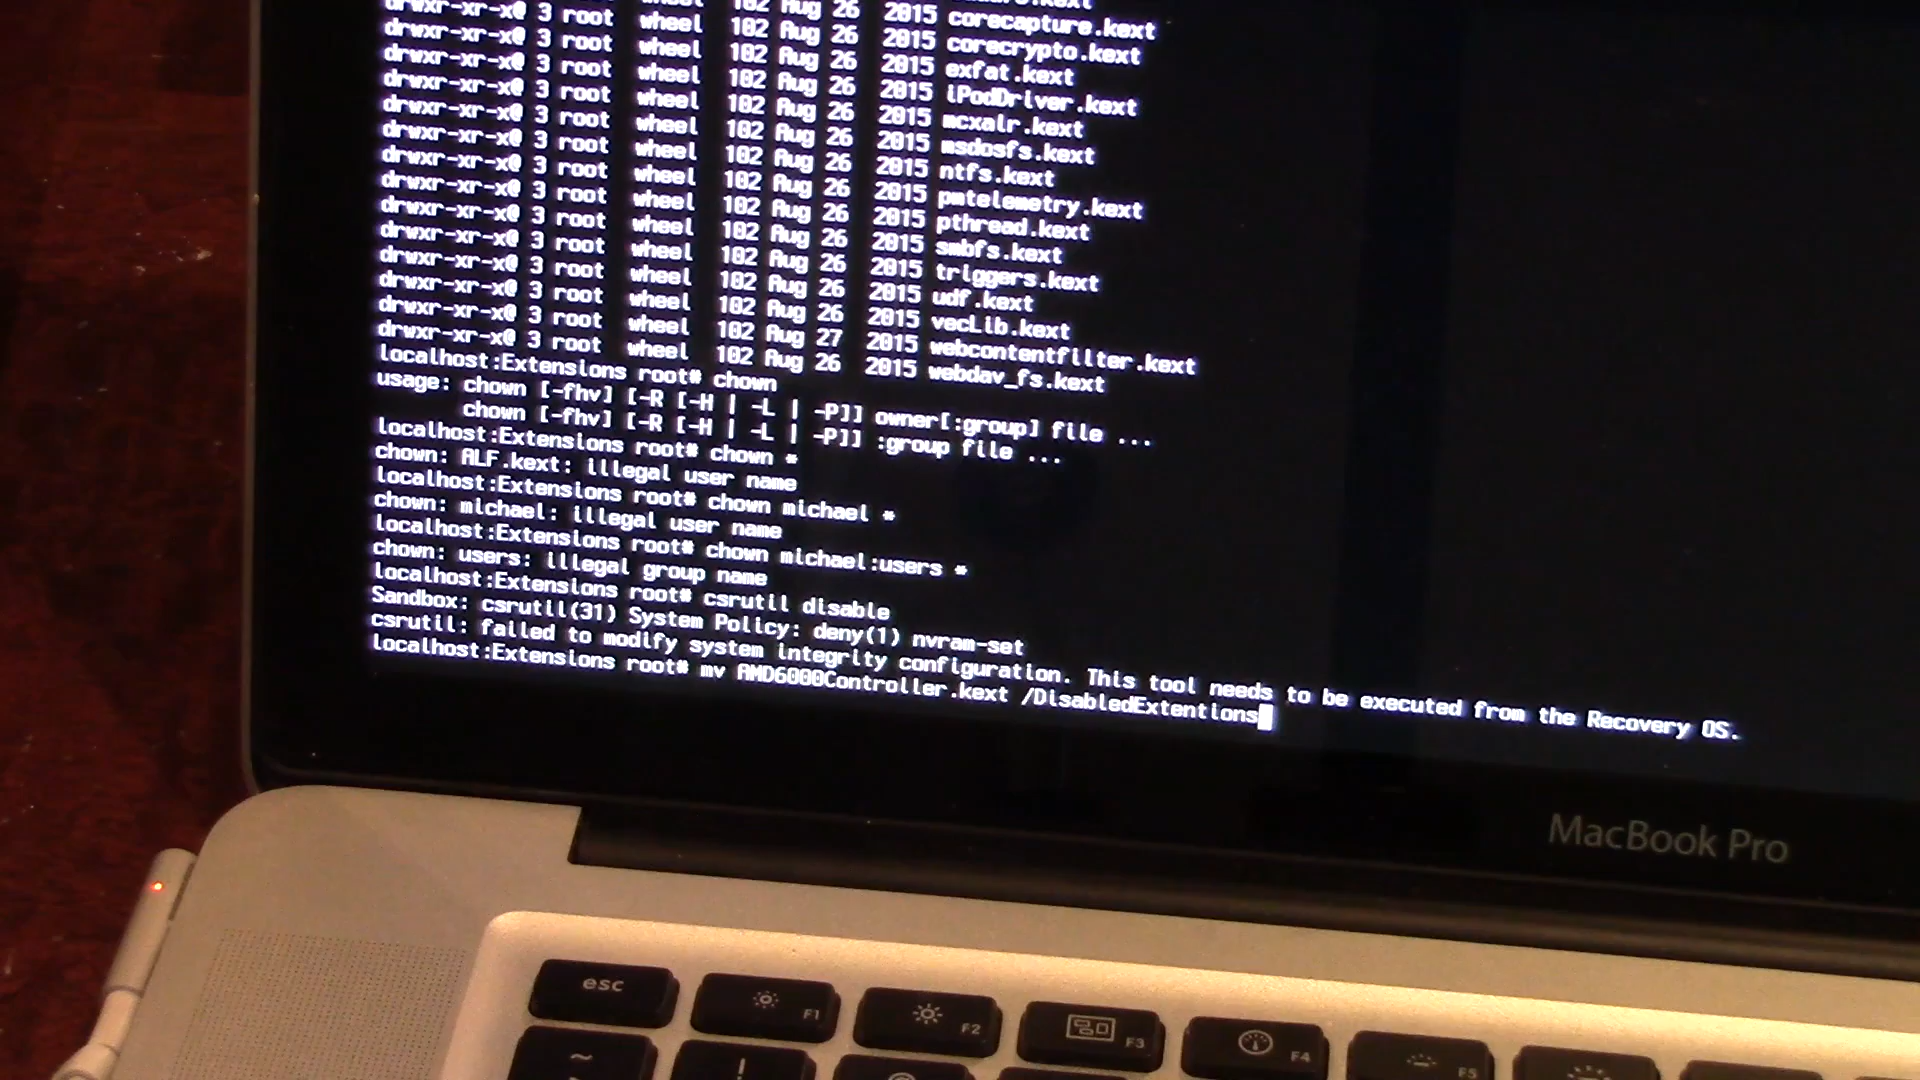 drwxr-xr-x@ 3 root wheel 102 Aug 26 2015 corecapture.kext
drwxr-xr-x@ 3 root wheel 102 Aug 26 2015 corecrypto.kext
drwxr-xr-x@ 3 root wheel 102 Aug 26 2015 exfat.kext
drwxr-xr-x@ 3 root wheel 102 Aug 26 2015 iPodDriver.kext
drwxr-xr-x@ 3 root wheel 102 Aug 26 2015 mcxalr.kext
drwxr-xr-x@ 3 root wheel 102 Aug 26 2015 msdosfs.kext
drwxr-xr-x@ 3 root wheel 102 Aug 26 2015 ntfs.kext
drwxr-xr-x@ 3 root wheel 102 Aug 26 2015 pmtelemetry.kext
drwxr-xr-x@ 3 root wheel 102 Aug 26 2015 pthread.kext
drwxr-xr-x@ 3 root wheel 102 Aug 26 2015 smbfs.kext
drwxr-xr-x@ 3 root wheel 102 Aug 26 2015 triggers.kext
drwxr-xr-x@ 3 root wheel 102 Aug 26 2015 udf.kext
drwxr-xr-x@ 3 root wheel 102 Aug 26 2015 vecLib.kext
drwxr-xr-x@ 3 root wheel 102 Aug 27 2015 webcontentfilter.kext
drwxr-xr-x@ 3 root wheel 102 Aug 26 2015 webdav_fs.kext
localhost:Extensions root# chown
usage: chown [-fhv] [-R [-H | -L | -P]] owner[:group] file ...
chown [-fhv] [-R [-H | -L | -P]] :group file ...
localhost:Extensions root# chown *
chown: ALF.kext: illegal user name
localhost:Extensions root# chown michael *
chown: michael: illegal user name
localhost:Extensions root# chown michael:users *
chown: users: illegal group name
localhost:Extensions root# csrutil disable
Sandbox: csrutil(31) System Policy: deny(1) nvram-set
csrutil: failed to modify system integrity configuration. This tool needs to be executed from the Recovery OS.
localhost:Extensions root# mv AMD6000Controller.kext /DisabledExtentions
MacBook Pro
esc
F1
F2
F3
F4
F5
~
!